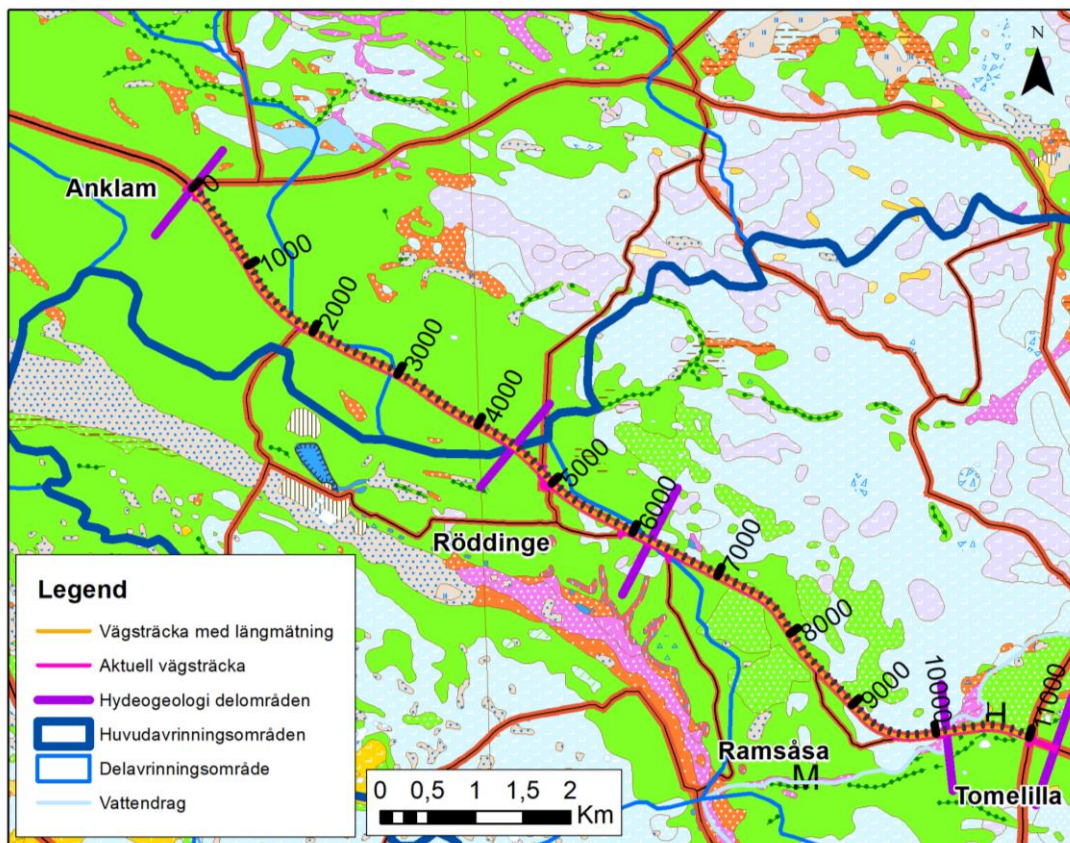 N
Anklam
0
1000
2000
3000
4000
5000
6000
7000
8000
9000
10000
11000
Röddinge
Ramsåsa
H
M
Tomelilla
Legend
Vägsträcka med längmätning
Aktuell vägsträcka
Hydeogeologi delområden
Huvudavrinningsområden
Delavrinningsområde
Vattendrag
0 0,5 1 1,5 2
Km